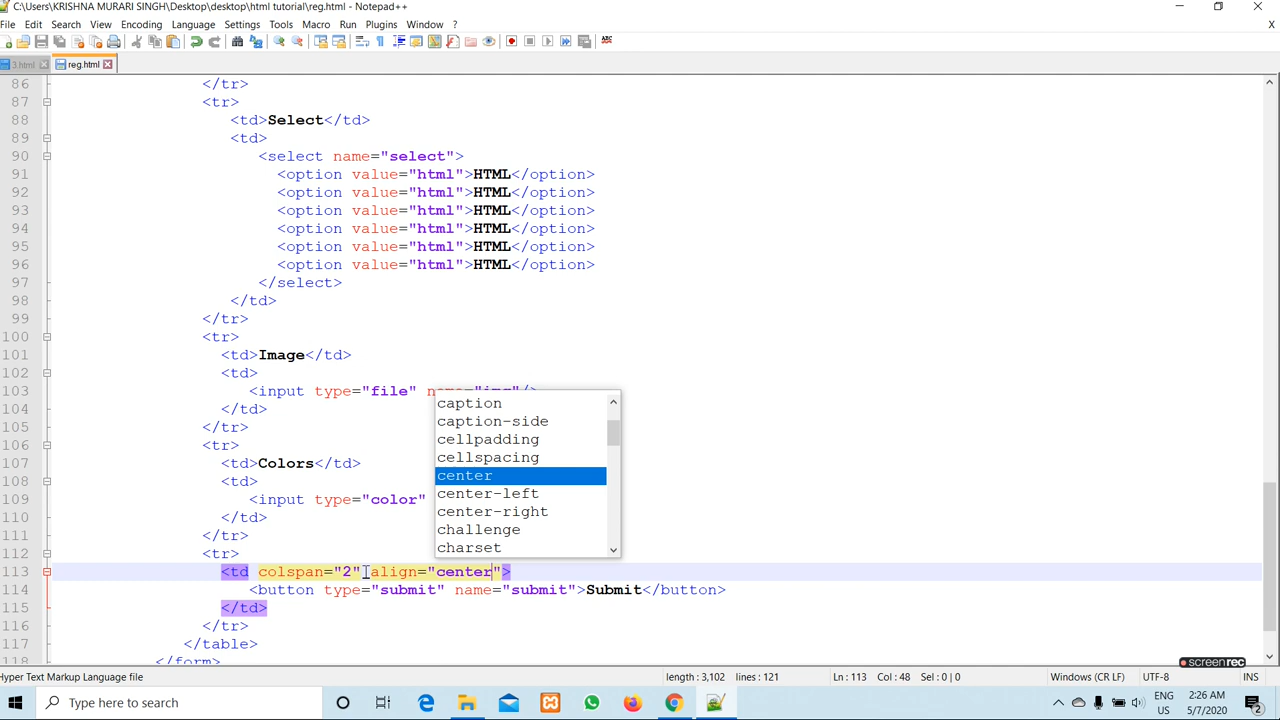 C:\Users\KRISHNA MURARI SINGH\Desktop\desktop\html tutorial\reg.html - Notepad++
File Edit Search View Encoding Language Settings Tools Macro Run Plugins Window ? X
3.html reg.html
86 </tr>
87 <tr>
88 <td>Select</td>
89 <td>
90 <select name="select">
91 <option value="html">HTML</option>
92 <option value="html">HTML</option>
93 <option value="html">HTML</option>
94 <option value="html">HTML</option>
95 <option value="html">HTML</option>
96 <option value="html">HTML</option>
97 </select>
98 </td>
99 </tr>
100 <tr>
101 <td>Image</td>
102 <td>
103 <input type="file" name="img"/>
104 </td>
105 </tr>
106 <tr>
107 <td>Colors</td>
108 <td>
109 <input type="color"
110 </td>
111 </tr>
112 <tr>
113 <td colspan="2" align="center">
114 <button type="submit" name="submit">Submit</button>
115 </td>
116 </tr>
117 </table>
118 </form>
caption
caption-side
cellpadding
cellspacing
center
center-left
center-right
challenge
charset
screenrec
Hyper Text Markup Language file length : 3,102 lines : 121 Ln : 113 Col : 48 Sel : 0 | 0 Windows (CR LF) UTF-8 INS
Type here to search
ENG
US
2:26 AM
5/7/2020
2